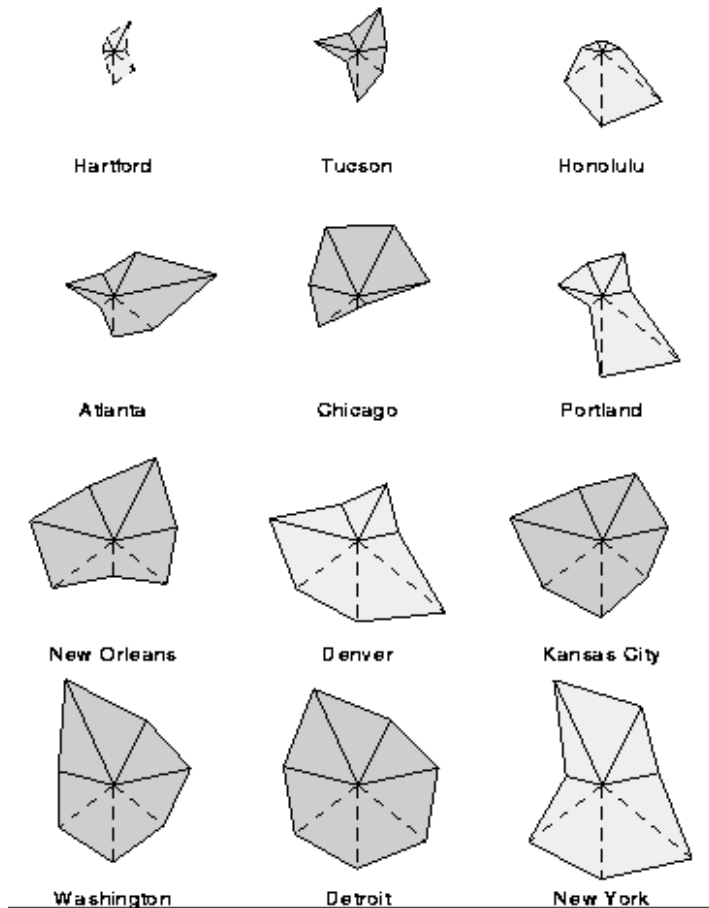 Hartford Tucson Honolulu
Atlanta Chicago Portland
New Orleans Denver Kansas City
Washington Detroit New York